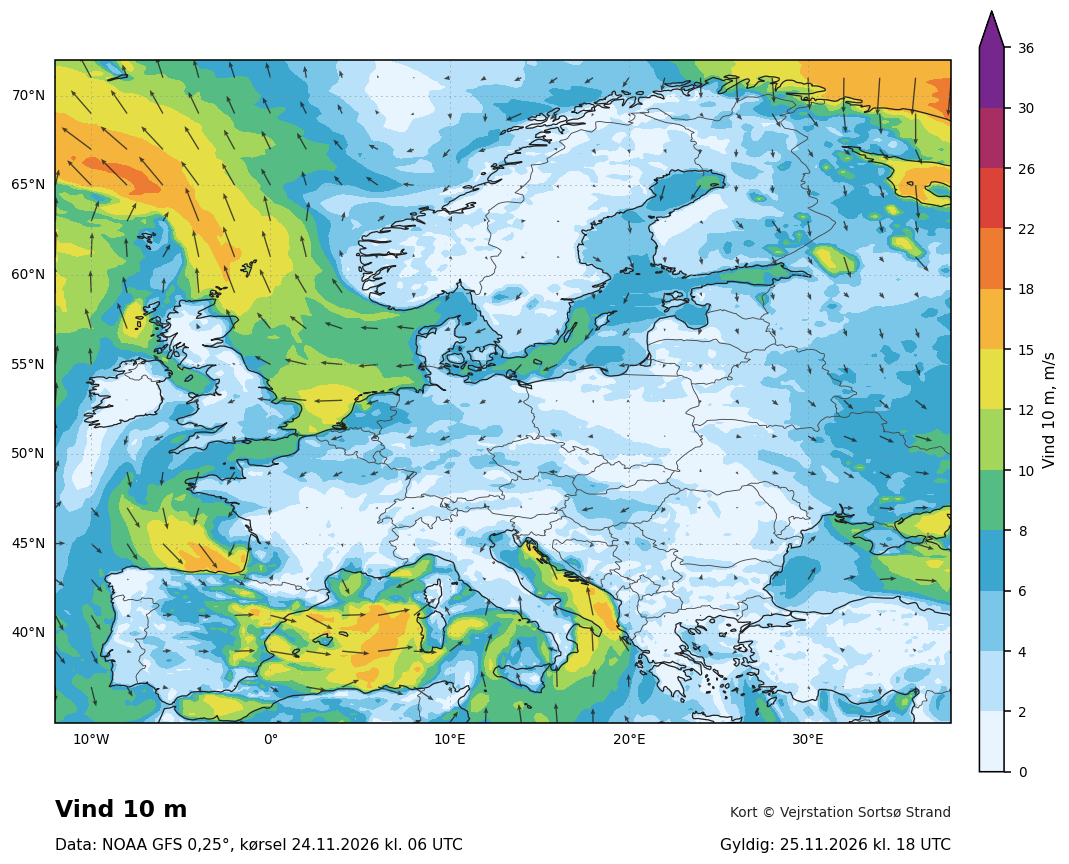 36
30
26
22
18
15
12
10
8
6
4
2
0
Vind 10 m, m/s
70°N
65°N
60°N
55°N
50°N
45°N
40°N
10°W
0°
10°E
20°E
30°E
Vind 10 m
Kort © Vejrstation Sortsø Strand
Data: NOAA GFS 0,25°, kørsel 24.11.2026 kl. 06 UTC
Gyldig: 25.11.2026 kl. 18 UTC